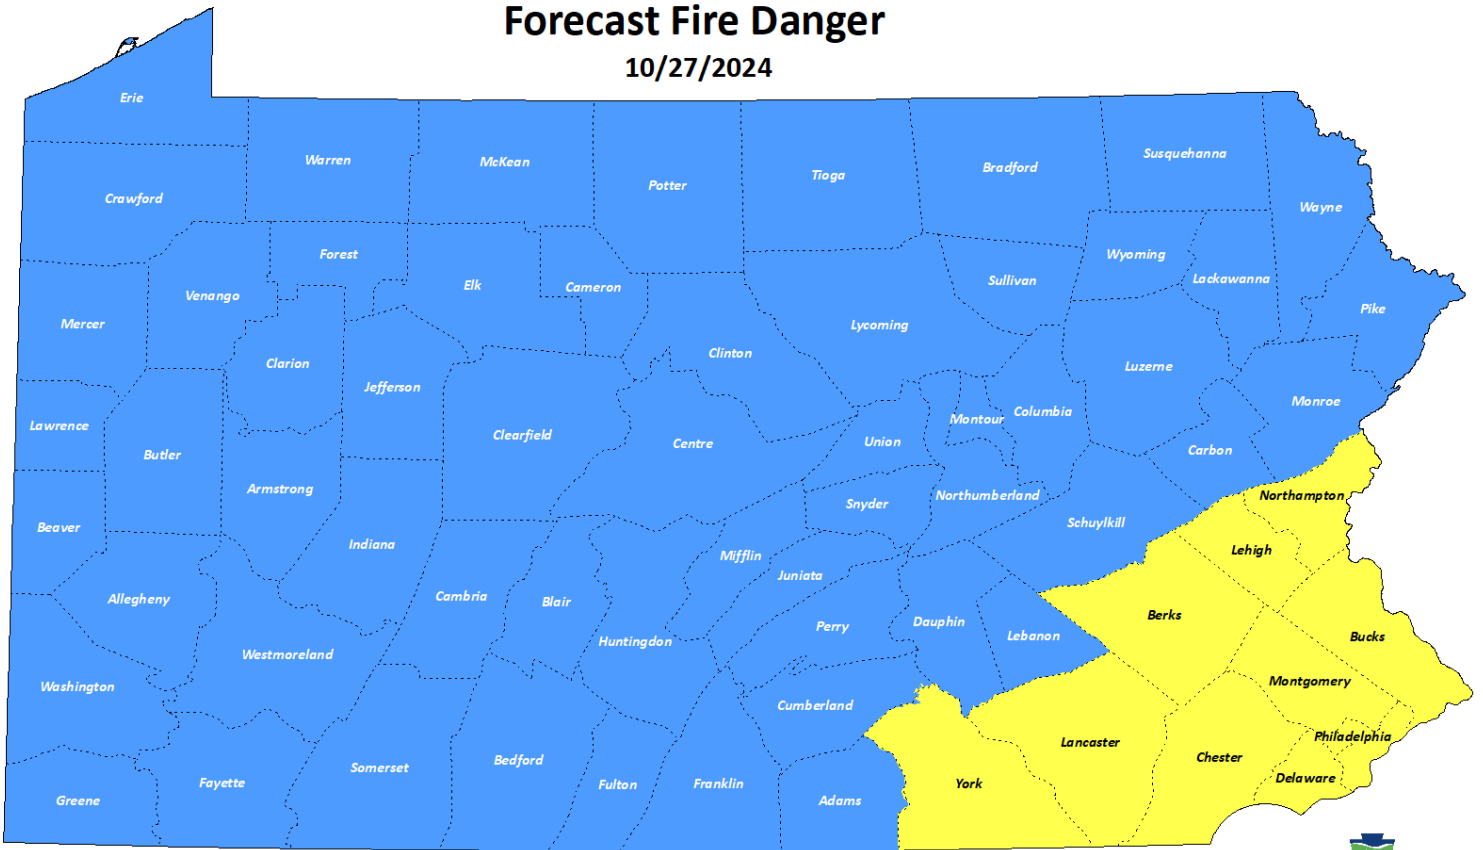 Forecast Fire Danger
10/27/2024
Erie
Warren
McKean
Potter
Tioga
Bradford
Susquehanna
Wayne
Crawford
Forest
Venango
Elk
Cameron
Sullivan
Wyoming
Lackawanna
Pike
Mercer
Clarion
Jefferson
Clinton
Lycoming
Luzerne
Monroe
Lawrence
Butler
Clearfield
Centre
Union
Montour
Columbia
Carbon
Armstrong
Snyder
Northumberland
Northampton
Beaver
Indiana
Mifflin
Schuylkill
Lehigh
Allegheny
Cambria
Blair
Juniata
Huntingdon
Perry
Dauphin
Lebanon
Berks
Bucks
Westmoreland
Washington
Cumberland
Montgomery
Lancaster
Philadelphia
Greene
Fayette
Somerset
Bedford
Fulton
Franklin
Adams
York
Chester
Delaware